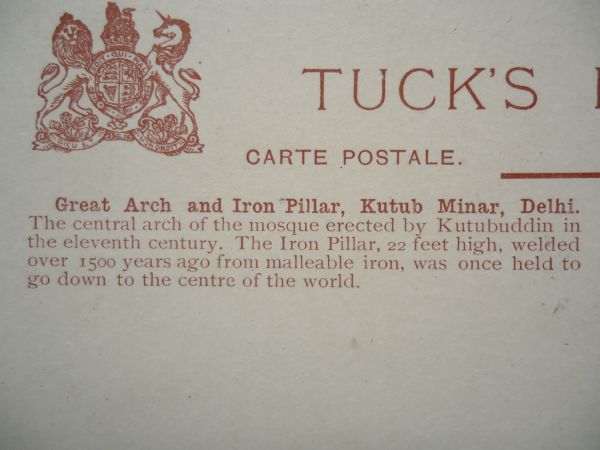 TUCK'S
CARTE POSTALE.
Great Arch and Iron Pillar, Kutub Minar, Delhi.
The central arch of the mosque erected by Kutubuddin in
the eleventh century. The Iron Pillar, 22 feet high, welded
over 1500 years ago from malleable iron, was once held to
go down to the centre of the world.